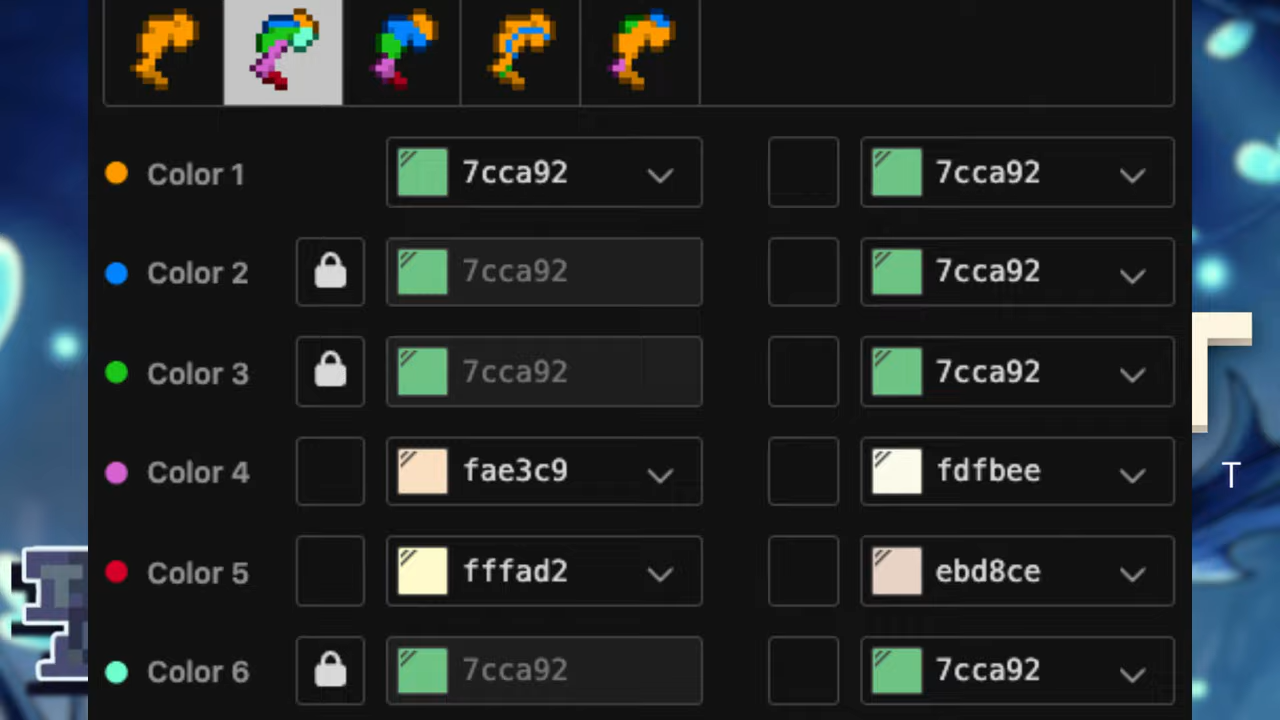 Color 1 7cca92 7cca92
Color 2 7cca92 7cca92
Color 3 7cca92 7cca92
Color 4 fae3c9 fdfbee
T
Color 5 fffad2 ebd8ce
Color 6 7cca92 7cca92